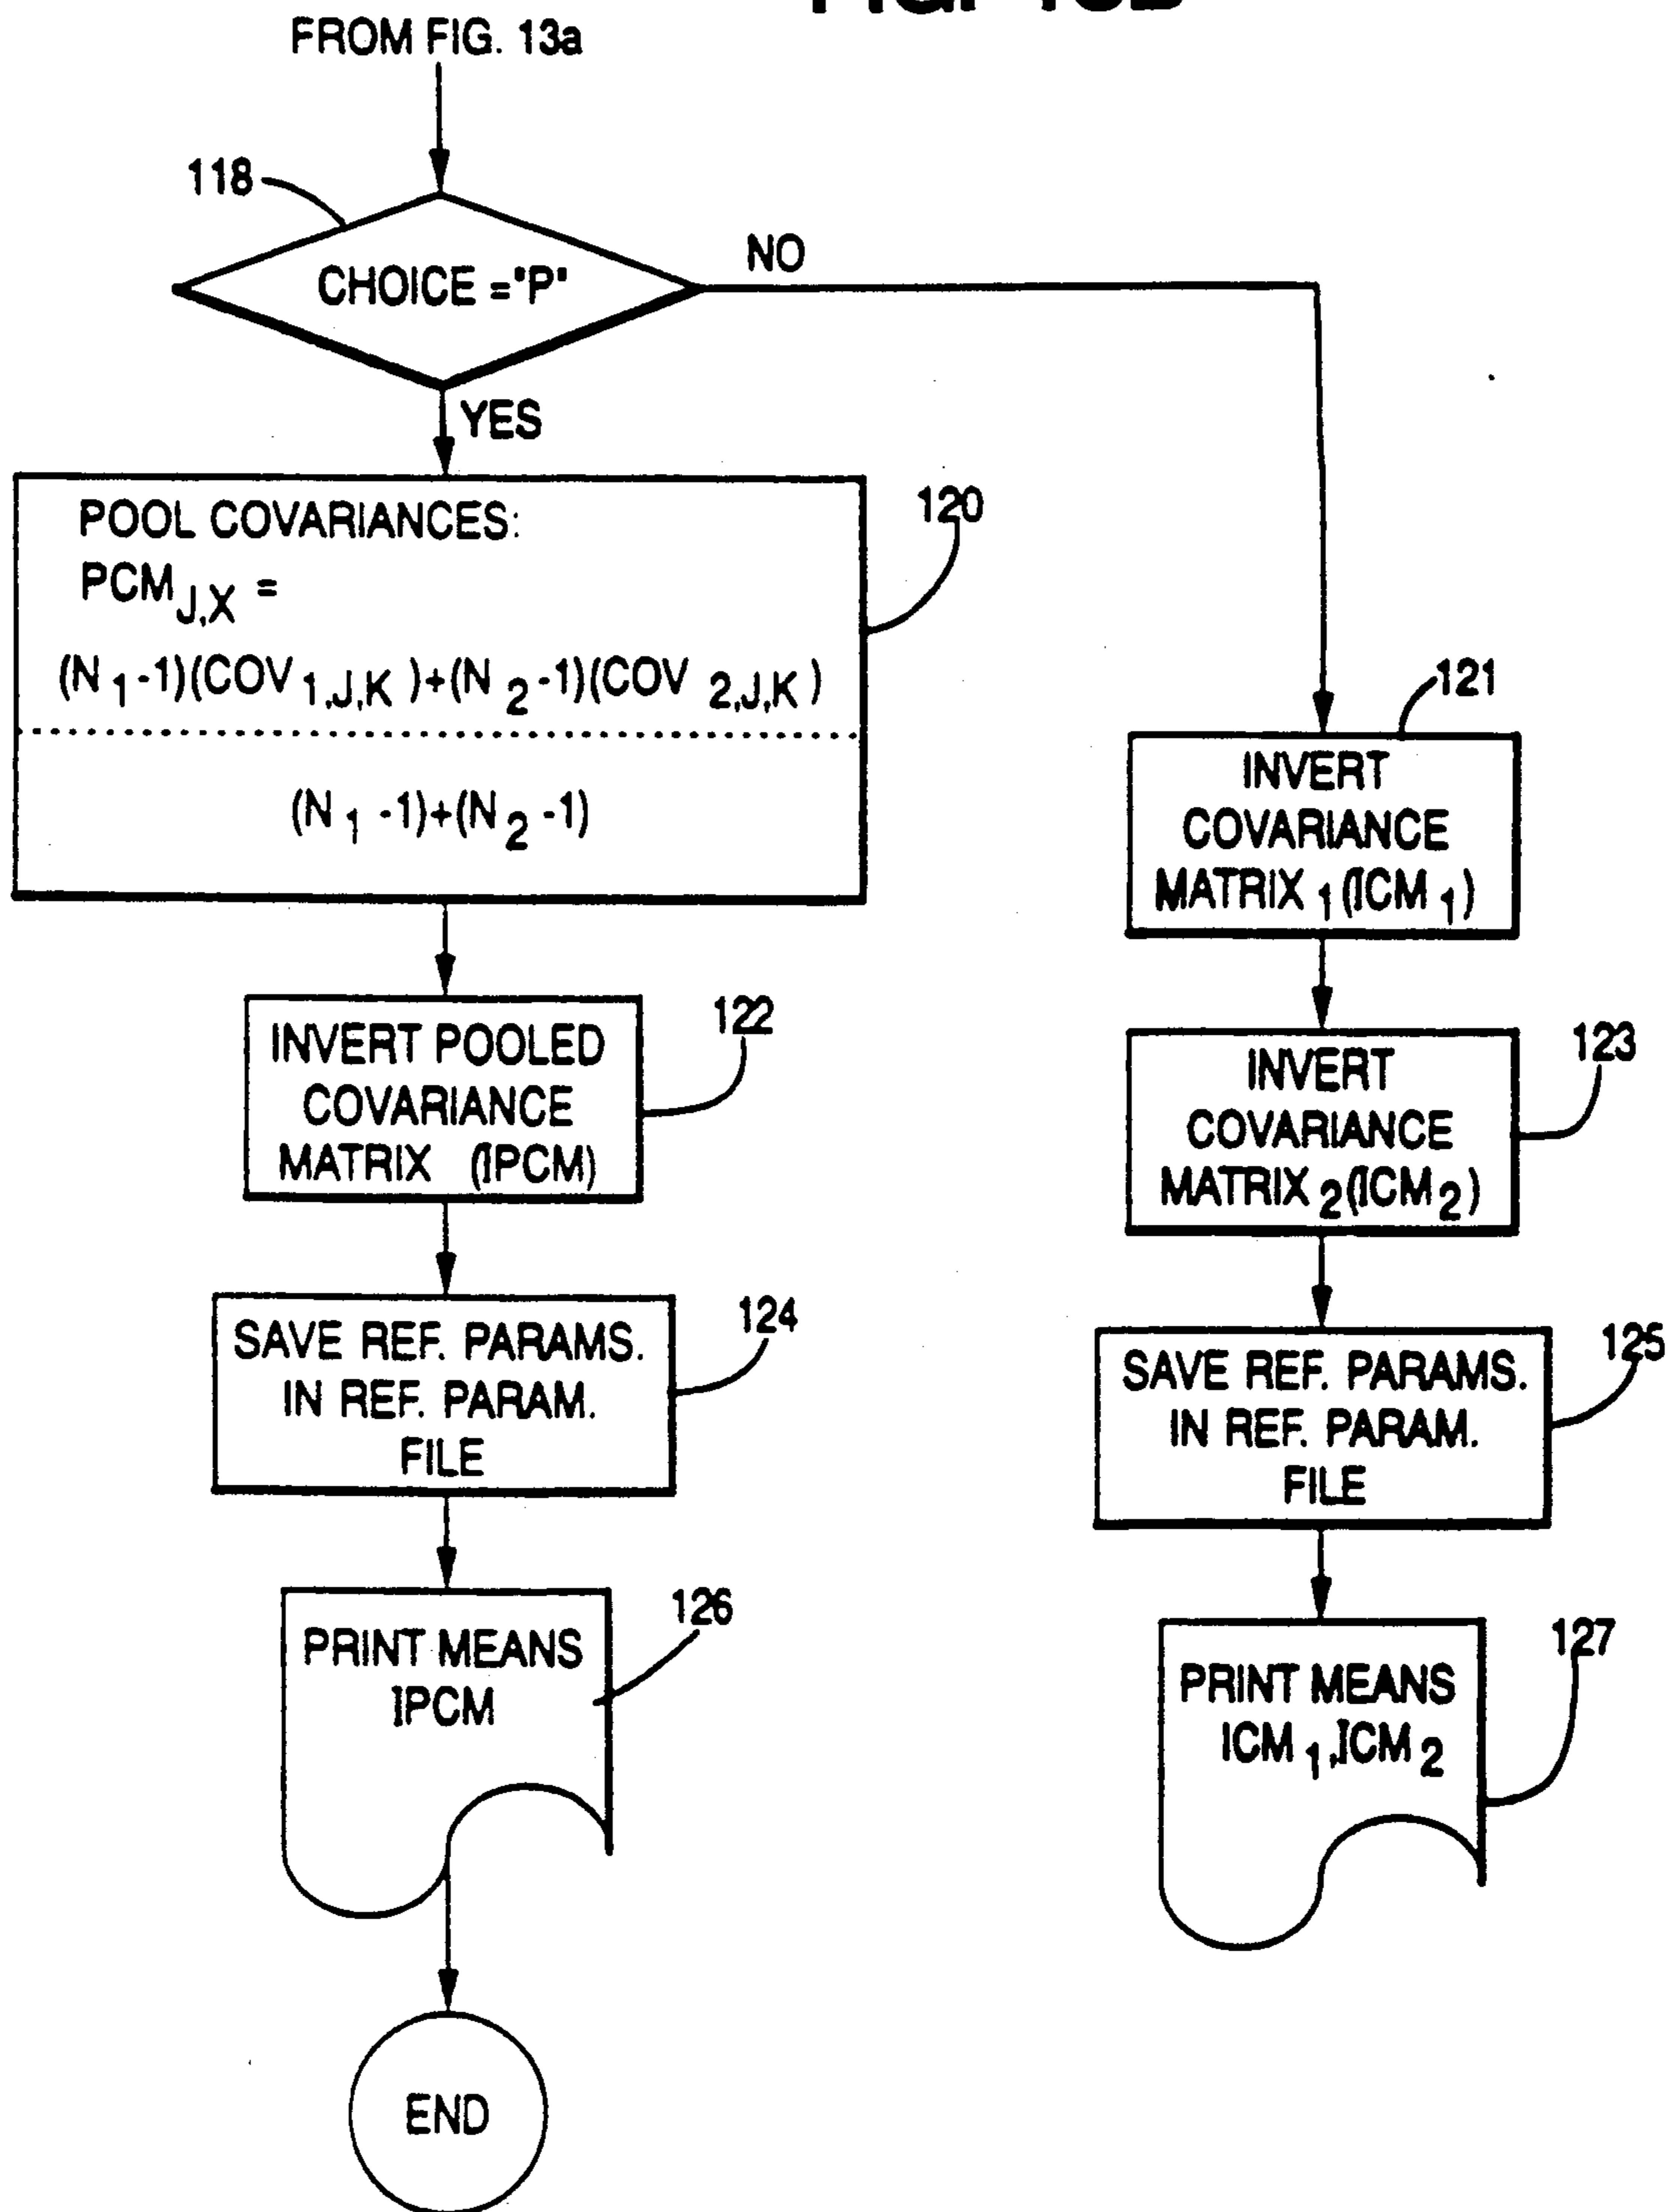 FROM FIG. 13a
118
CHOICE ="P"
NO
YES
POOL COVARIANCES:
PCM J,X =
(N 1 -1)(COV 1,J,K )+(N 2 -1)(COV 2,J,K )
(N 1 -1)+(N 2 -1)
120
121
INVERT
COVARIANCE
MATRIX 1 (ICM 1)
INVERT POOLED
COVARIANCE
MATRIX (IPCM)
122
INVERT
COVARIANCE
MATRIX 2 (ICM 2)
123
SAVE REF. PARAMS.
IN REF. PARAM.
FILE
124
SAVE REF. PARAMS.
IN REF. PARAM.
FILE
125
PRINT MEANS
IPCM
126
PRINT MEANS
ICM 1, ICM 2
127
END